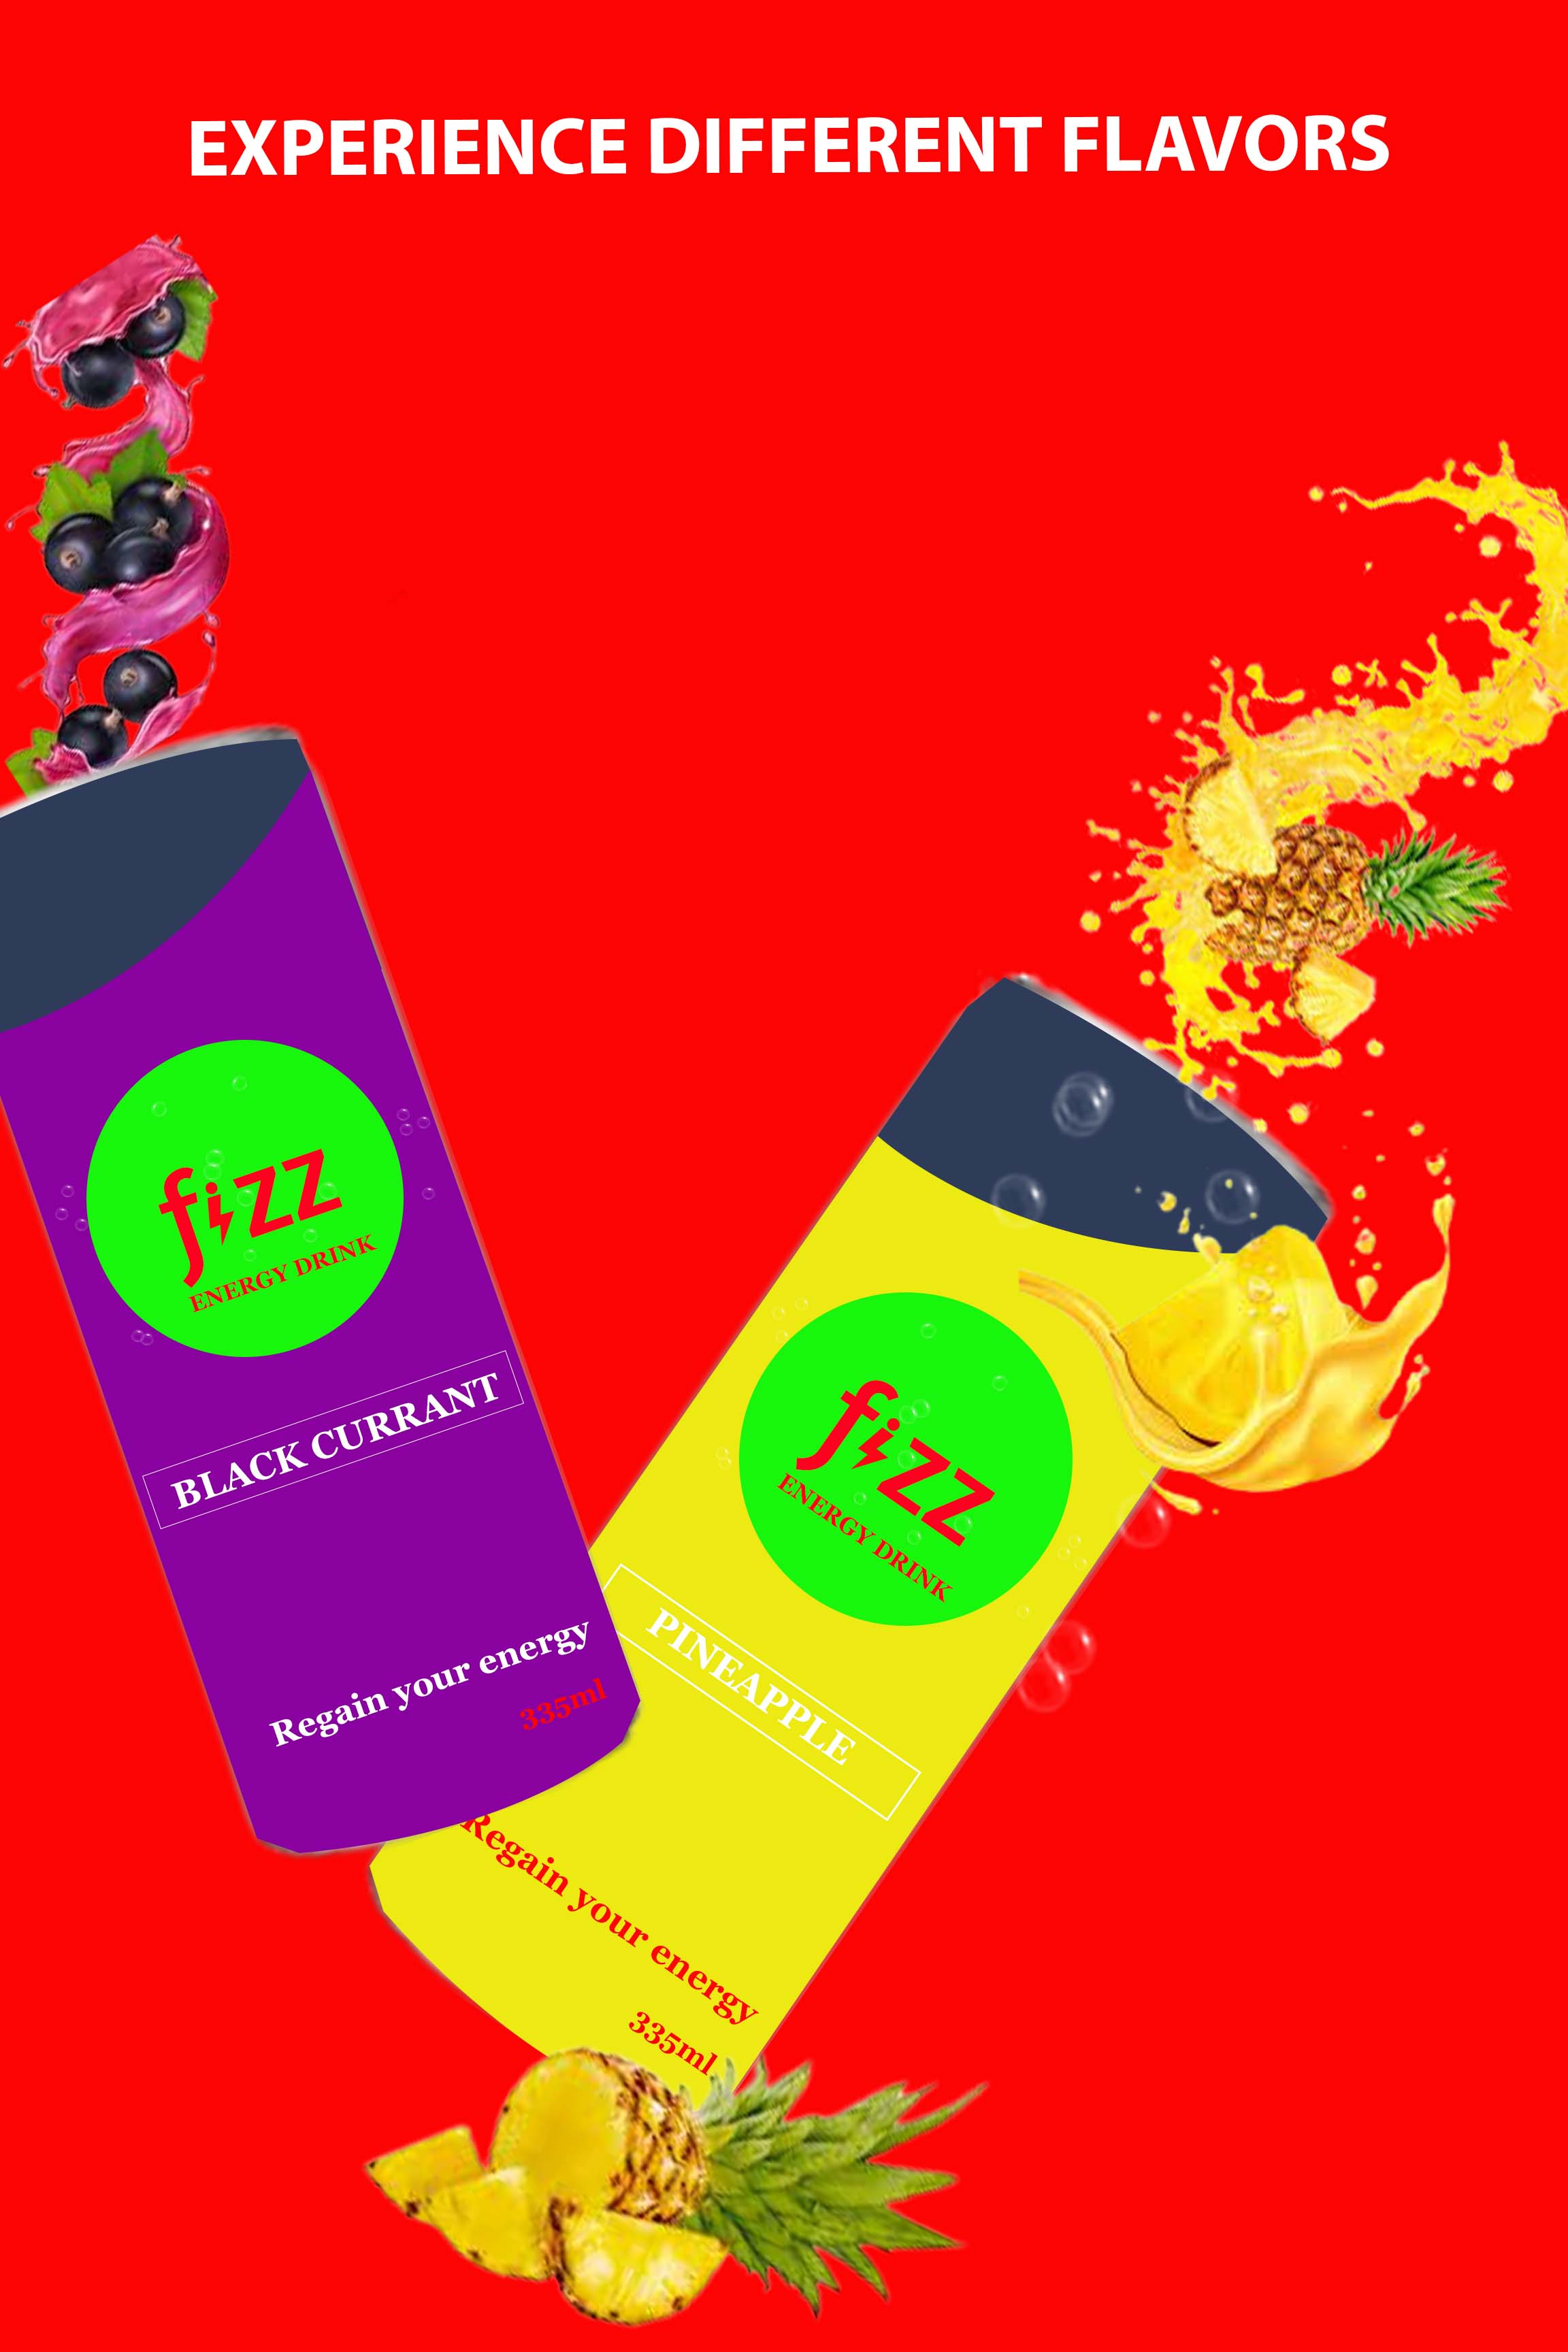 EXPERIENCE DIFFERENT FLAVORS
fizz
ENERGY DRINK
BLACK CURRANT
Regain your energy
335ml
fizz
ENERGY DRINK
PINEAPPLE
Regain your energy
335ml